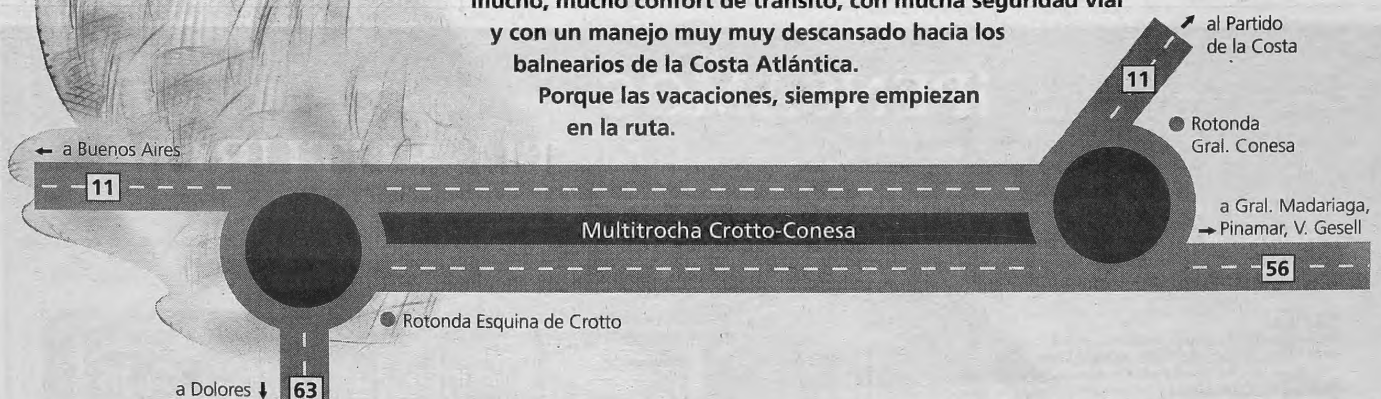 mucho, mucho confort de tránsito, con mucha seguridad vial
y con un manejo muy muy descansado hacia los
balnearios de la Costa Atlántica.
Porque las vacaciones, siempre empiezan
en la ruta.
al Partido
de la Costa
11
Rotonda
Gral. Conesa
a Buenos Aires
11
a Gral. Madariaga,
Pinamar, V. Gesell
Multitrocha Crotto-Conesa
56
Rotonda Esquina de Crotto
a Dolores
63